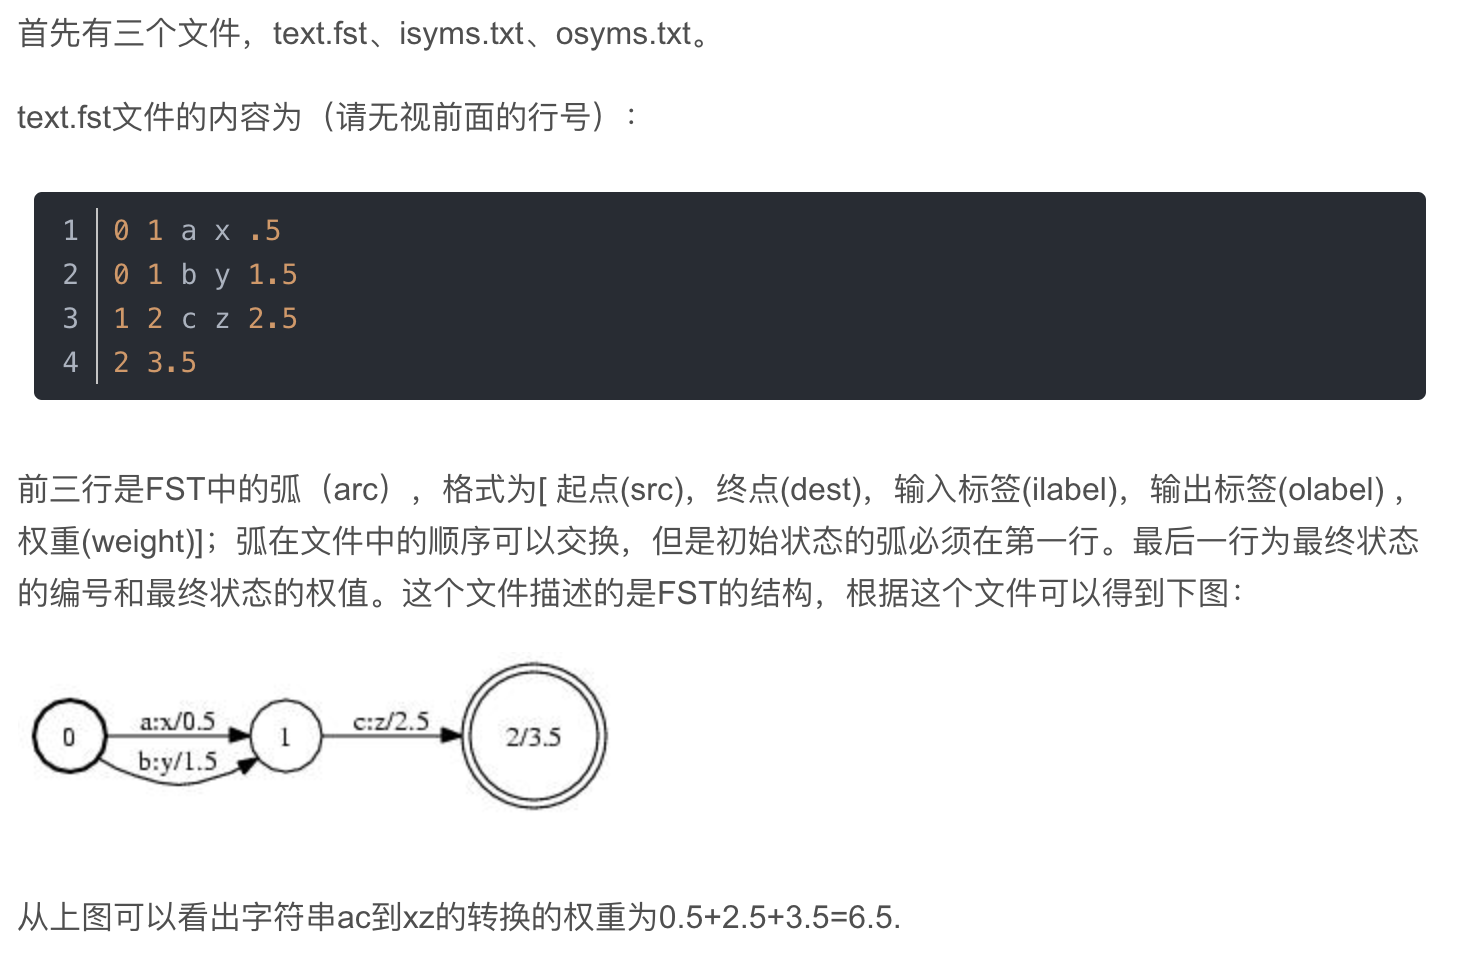 首先有三个文件，text.fst、isyms.txt、osyms.txt。
text.fst文件的内容为（请无视前面的行号）：
1 0 1 a x .5
2 0 1 b y 1.5
3 1 2 c z 2.5
4 2 3.5
前三行是FST中的弧（arc），格式为[ 起点(src)，终点(dest)，输入标签(ilabel)，输出标签(olabel) ，
权重(weight)]；弧在文件中的顺序可以交换，但是初始状态的弧必须在第一行。最后一行为最终状态
的编号和最终状态的权值。这个文件描述的是FST的结构，根据这个文件可以得到下图：
0 a:x/0.5 1 c:z/2.5 2/3.5
b:y/1.5
从上图可以看出字符串ac到xz的转换的权重为0.5+2.5+3.5=6.5.